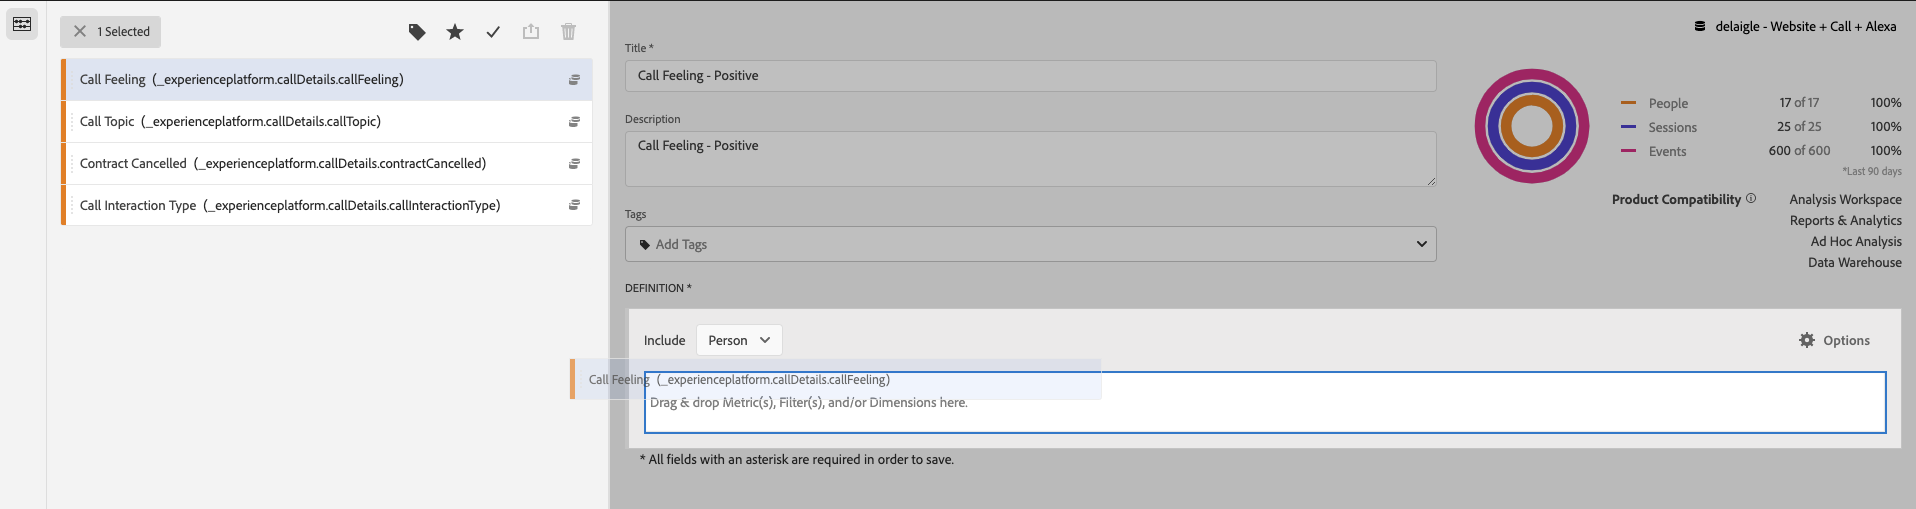 1 Selected
Call Feeling (_experienceplatform.callDetails.callFeeling)
Call Topic (_experienceplatform.callDetails.callTopic)
Contract Cancelled (_experienceplatform.callDetails.contractCancelled)
Call Interaction Type (_experienceplatform.callDetails.callInteractionType)
delaigle - Website + Call + Alexa
Title *
Call Feeling - Positive
Description
Call Feeling - Positive
Tags
Add Tags
People 17 of 17 100%
Sessions 25 of 25 100%
Events 600 of 600 100%
*Last 90 days
Product Compatibility Analysis Workspace
Reports & Analytics
Ad Hoc Analysis
Data Warehouse
DEFINITION *
Include Person Options
Call Feeling (_experienceplatform.callDetails.callFeeling)
Drag & drop Metric(s), Filter(s), and/or Dimensions here.
* All fields with an asterisk are required in order to save.